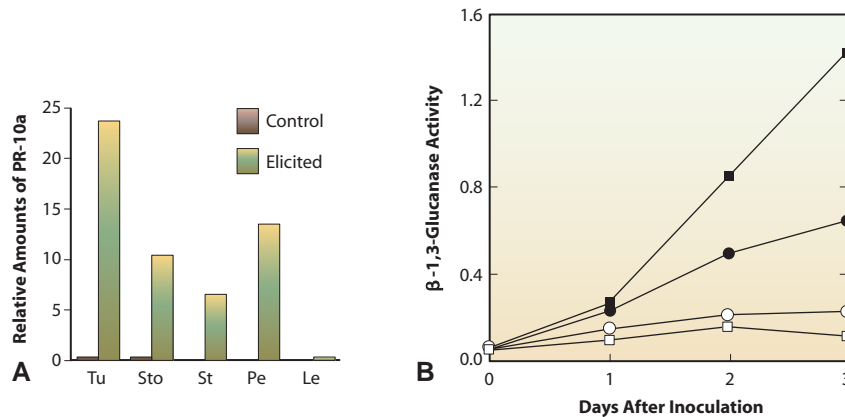 Relative Amounts of PR-10a
25
20
15
10
5
0
Control
Elicited
Tu Sto St Pe Le
A
β-1,3-Glucanase Activity
1.6
1.2
0.8
0.4
0.0
0 1 2 3
Days After Inoculation
B